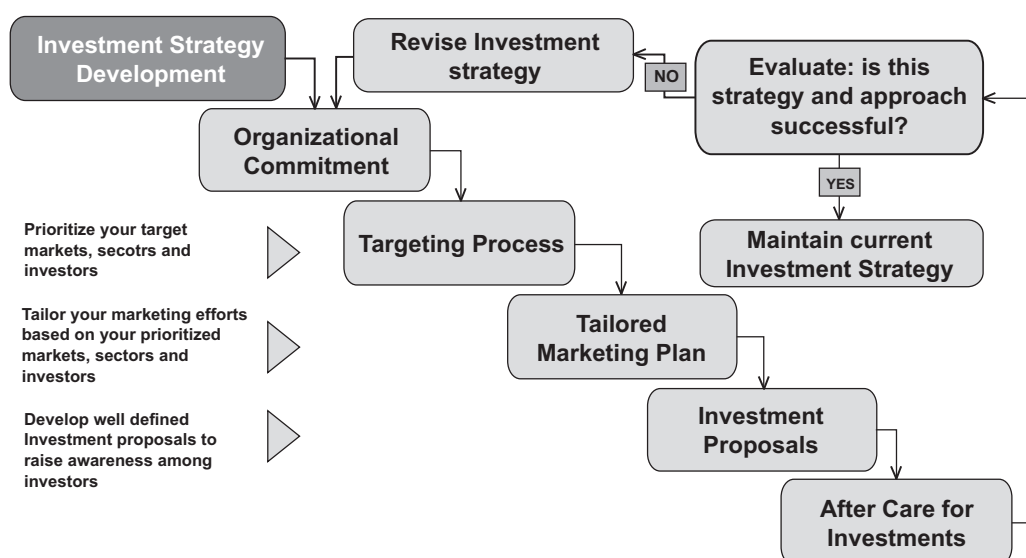 Investment Strategy
Development
Revise Investment
strategy
NO
Evaluate: is this
strategy and approach
successful?
Organizational
Commitment
YES
Prioritize your target
markets, secotrs and
investors
Targeting Process
Maintain current
Investment Strategy
Tailor your marketing efforts
based on your prioritized
markets, sectors and
investors
Tailored
Marketing Plan
Develop well defined
Investment proposals to
raise awareness among
investors
Investment
Proposals
After Care for
Investments